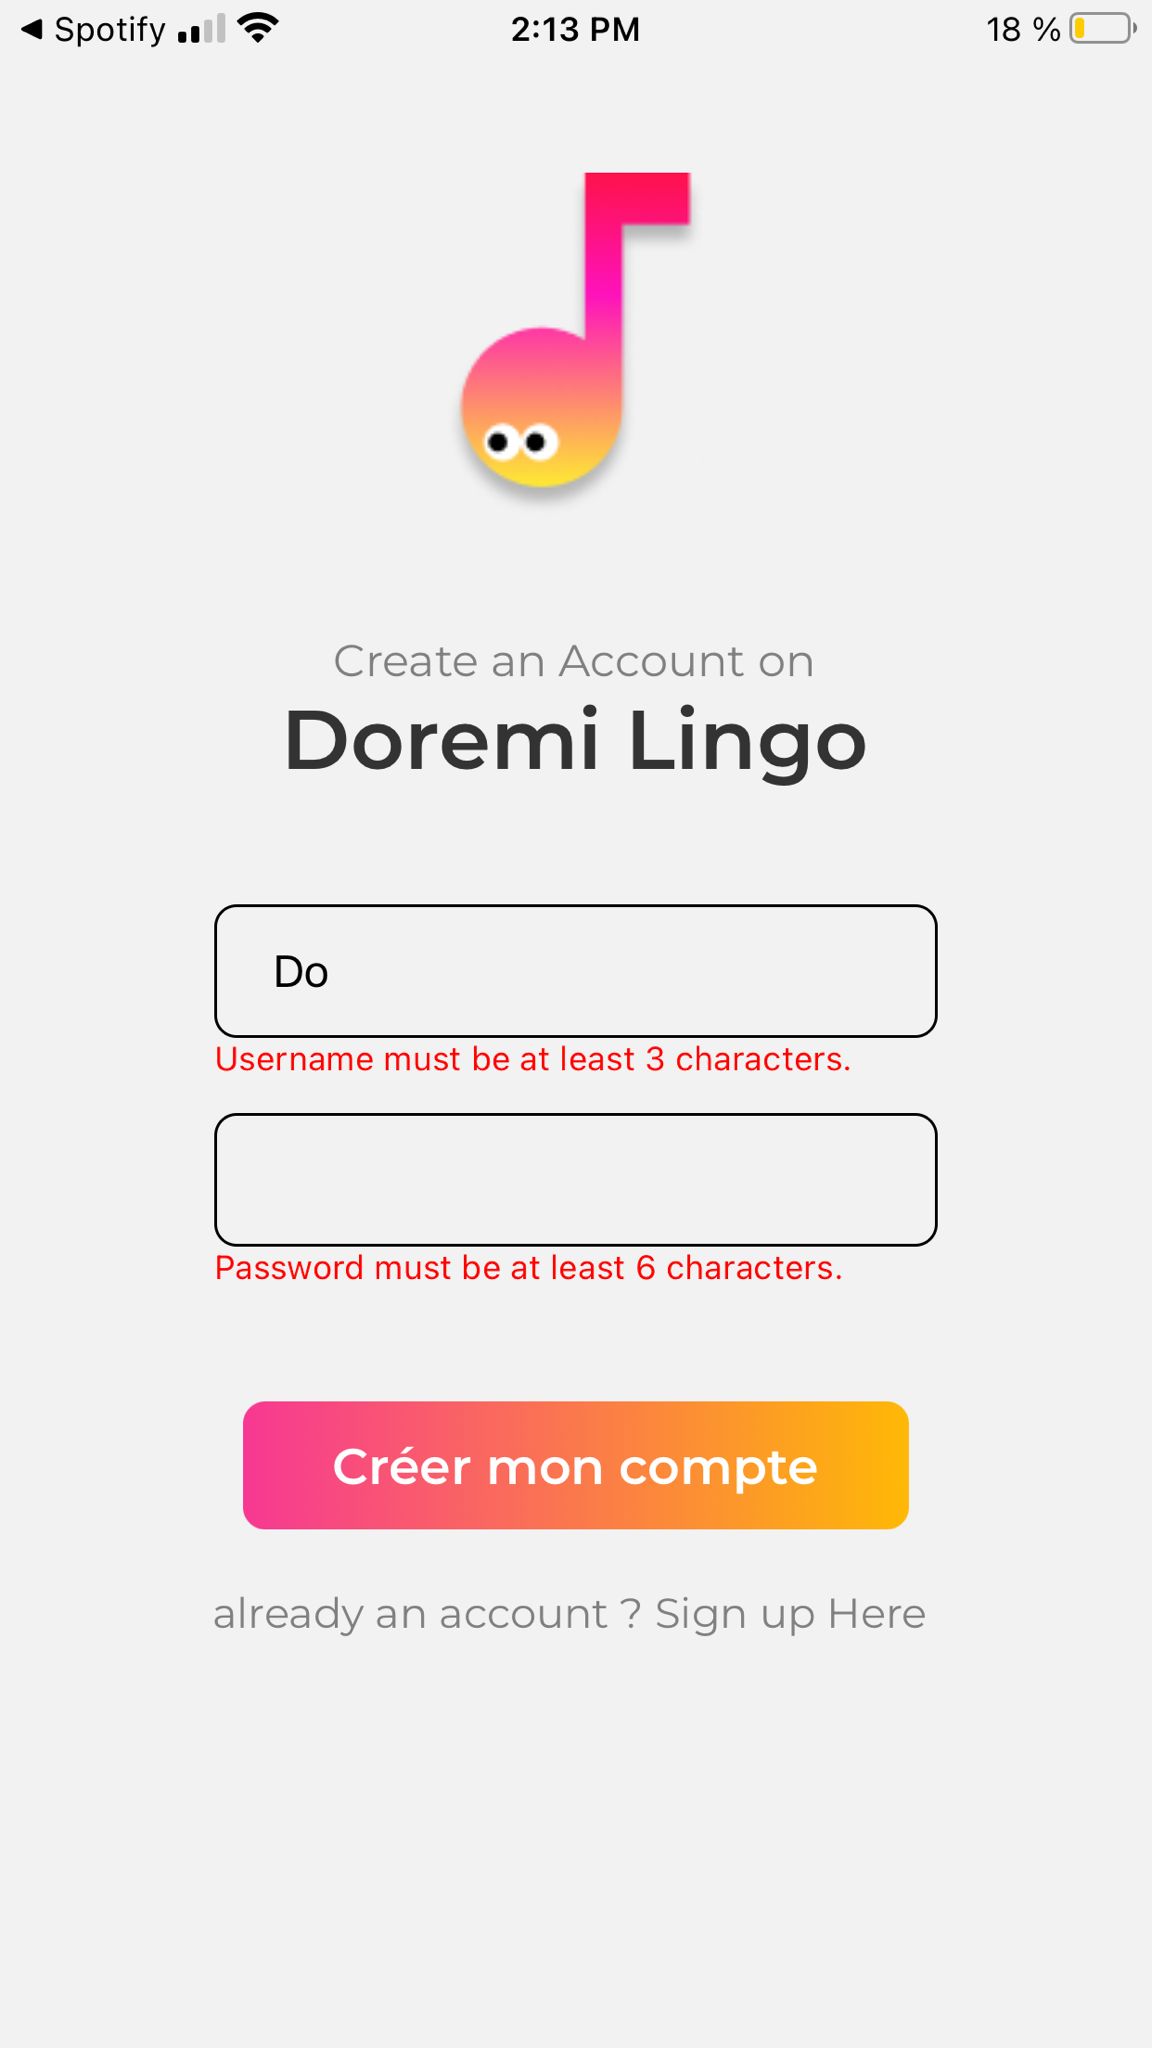 ◀ Spotify 2:13 PM 18 %
Create an Account on
Doremi Lingo
Do
Username must be at least 3 characters.
Password must be at least 6 characters.
Créer mon compte
already an account ? Sign up Here